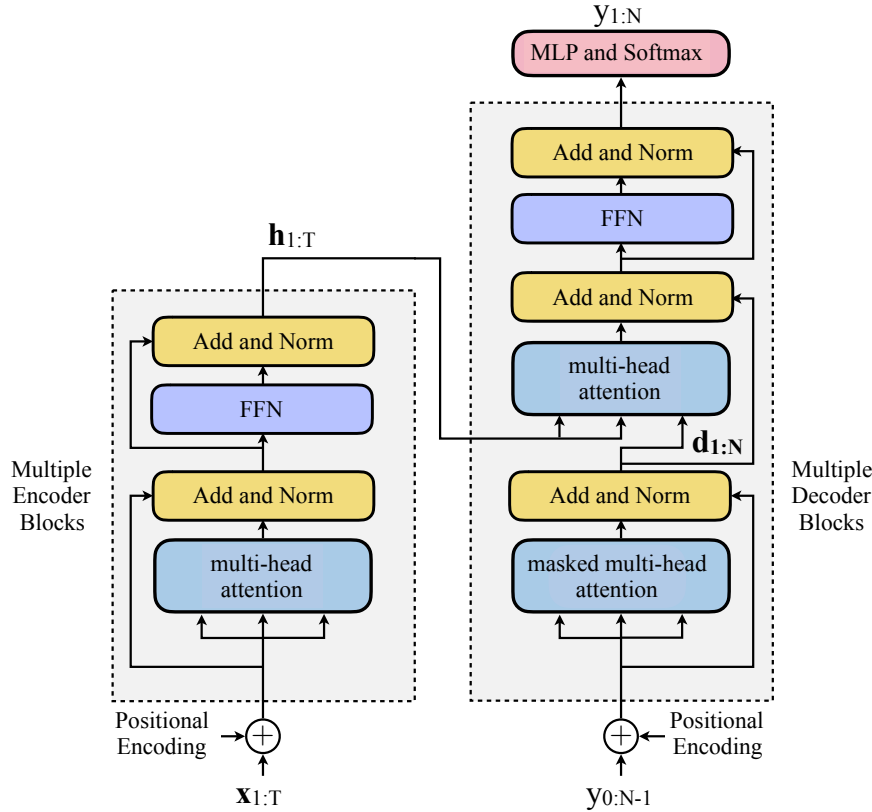 y1:N
MLP and Softmax
Add and Norm
FFN
Add and Norm
multi-head
attention
d1:N
Add and Norm
masked multi-head
attention
Multiple
Decoder
Blocks
Positional
Encoding
+
y0:N-1
h1:T
Add and Norm
FFN
Add and Norm
multi-head
attention
Multiple
Encoder
Blocks
Positional
Encoding
+
x1:T